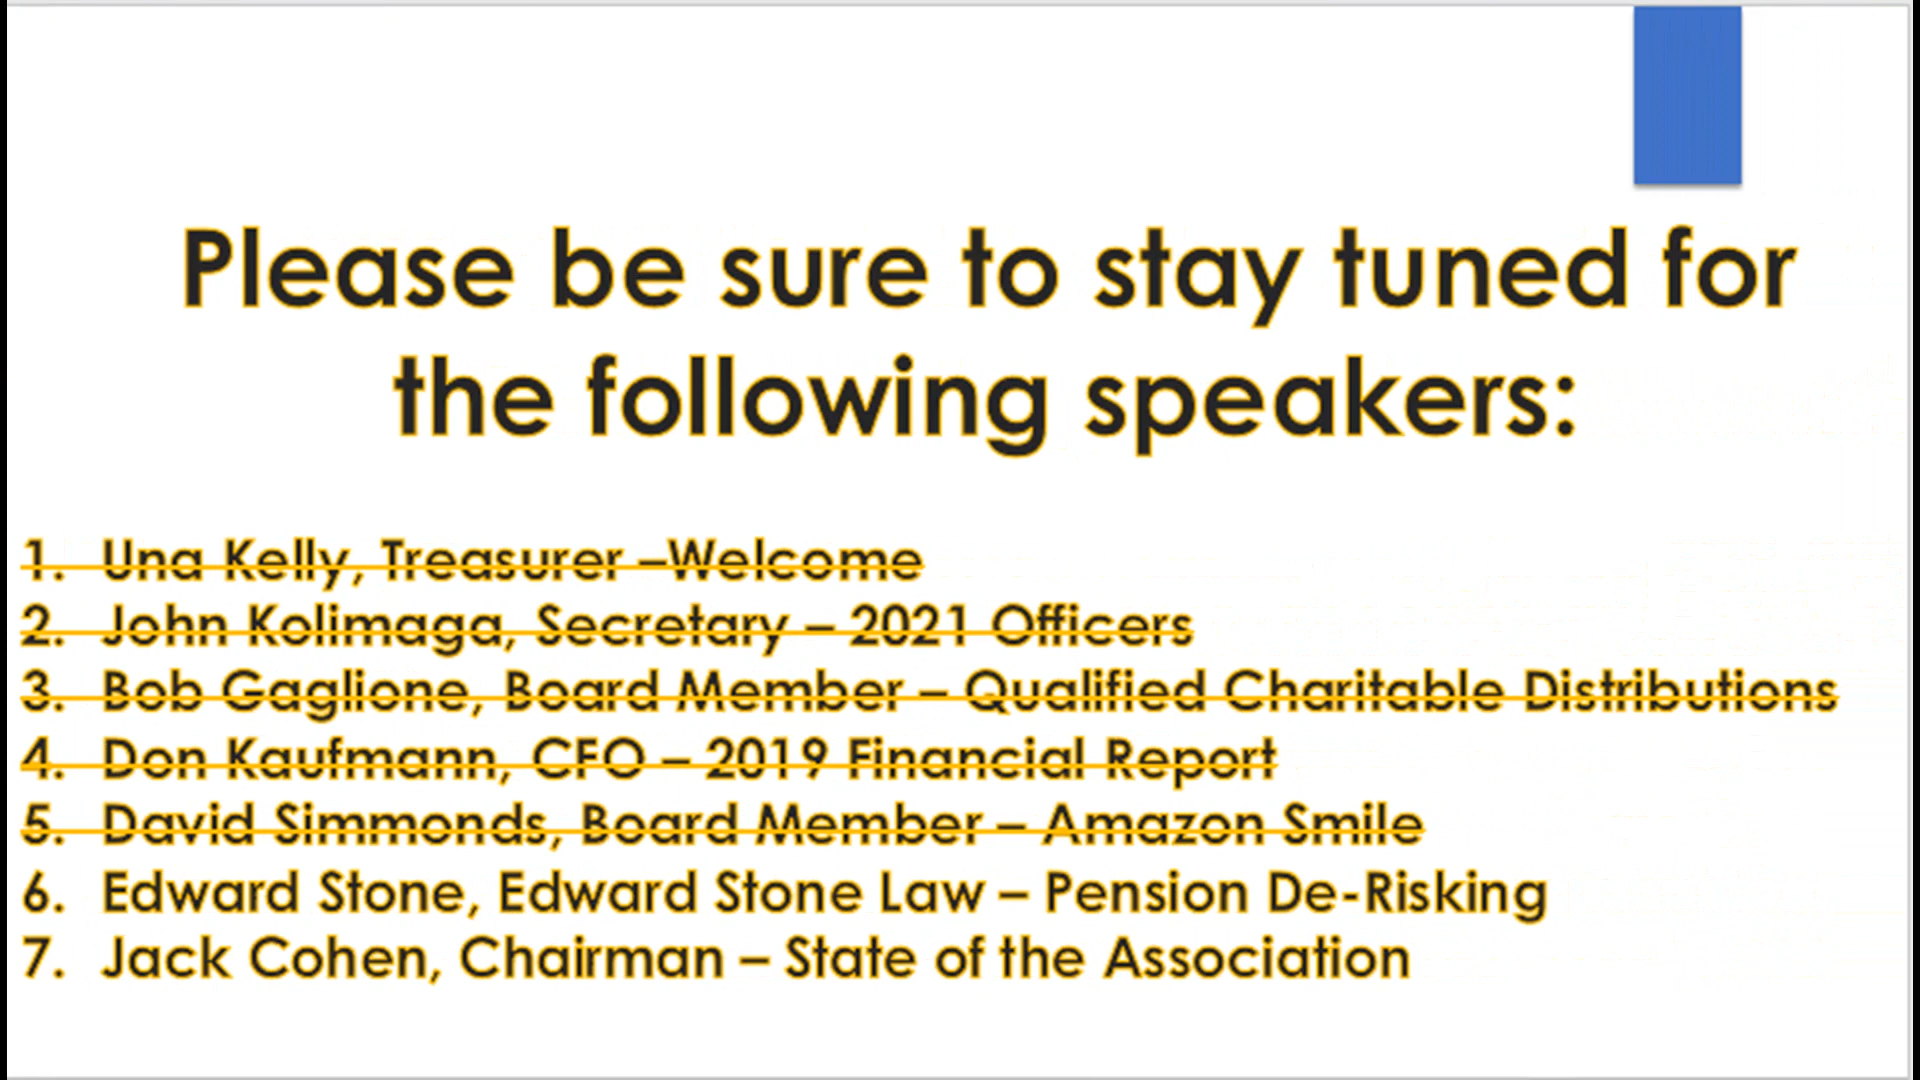 Please be sure to stay tuned for
the following speakers:
1. Una Kelly, Treasurer –Welcome
2. John Kolimaga, Secretary – 2021 Officers
3. Bob Gaglione, Board Member – Qualified Charitable Distributions
4. Don Kaufmann, CFO – 2019 Financial Report
5. David Simmonds, Board Member – Amazon Smile
6. Edward Stone, Edward Stone Law – Pension De-Risking
7. Jack Cohen, Chairman – State of the Association